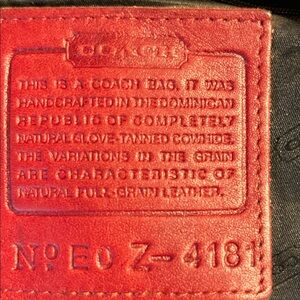 COACH
THIS IS A COACH BAG. IT WAS
HANDCRAFTED IN THE DOMINICAN
REPUBLIC OF COMPLETELY
NATURAL GLOVE-TANNED COWHIDE.
THE VARIATIONS IN THE GRAIN
ARE CHARACTERISTIC OF
NATURAL FULL-GRAIN LEATHER.
Nº E0 Z-4181